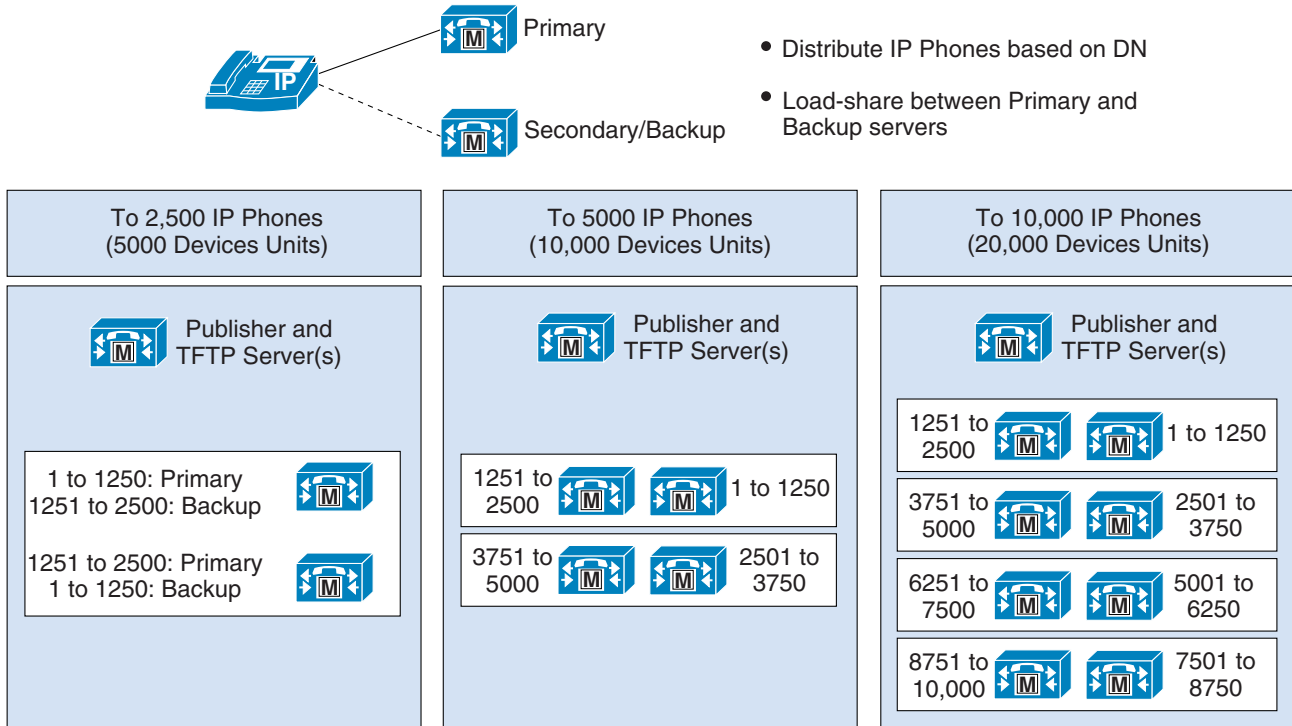 IP
M
Primary
M
Secondary/Backup
• Distribute IP Phones based on DN
• Load-share between Primary and
Backup servers
To 2,500 IP Phones
(5000 Devices Units)
M
Publisher and
TFTP Server(s)
1 to 1250: Primary
1251 to 2500: Backup
M
1251 to 2500: Primary
1 to 1250: Backup
M
To 5000 IP Phones
(10,000 Devices Units)
M
Publisher and
TFTP Server(s)
1251 to
2500
M
M
1 to 1250
3751 to
5000
M
M
2501 to
3750
To 10,000 IP Phones
(20,000 Devices Units)
M
Publisher and
TFTP Server(s)
1251 to
2500
M
M
1 to 1250
3751 to
5000
M
M
2501 to
3750
6251 to
7500
M
M
5001 to
6250
8751 to
10,000
M
M
7501 to
8750